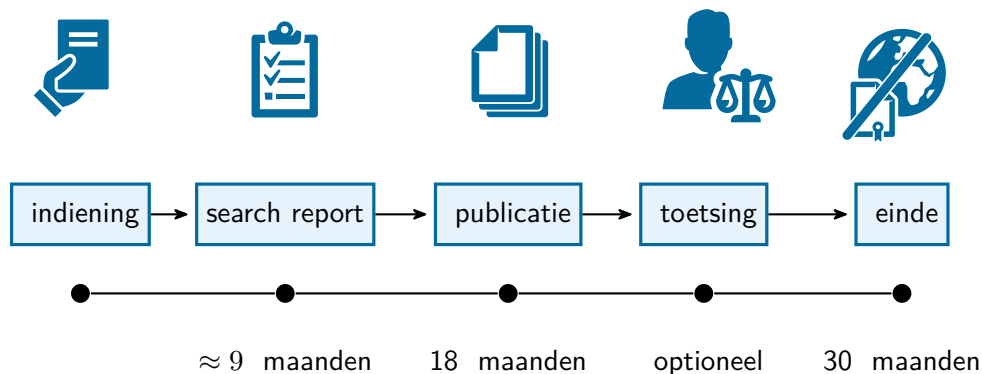 indiening
search report
publicatie
toetsing
einde
≈ 9 maanden
18 maanden
optioneel
30 maanden